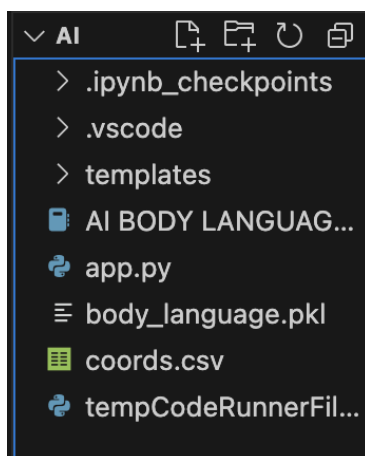 AI
.ipynb_checkpoints
.vscode
templates
AI BODY LANGUAG...
app.py
body_language.pkl
coords.csv
tempCodeRunnerFil...